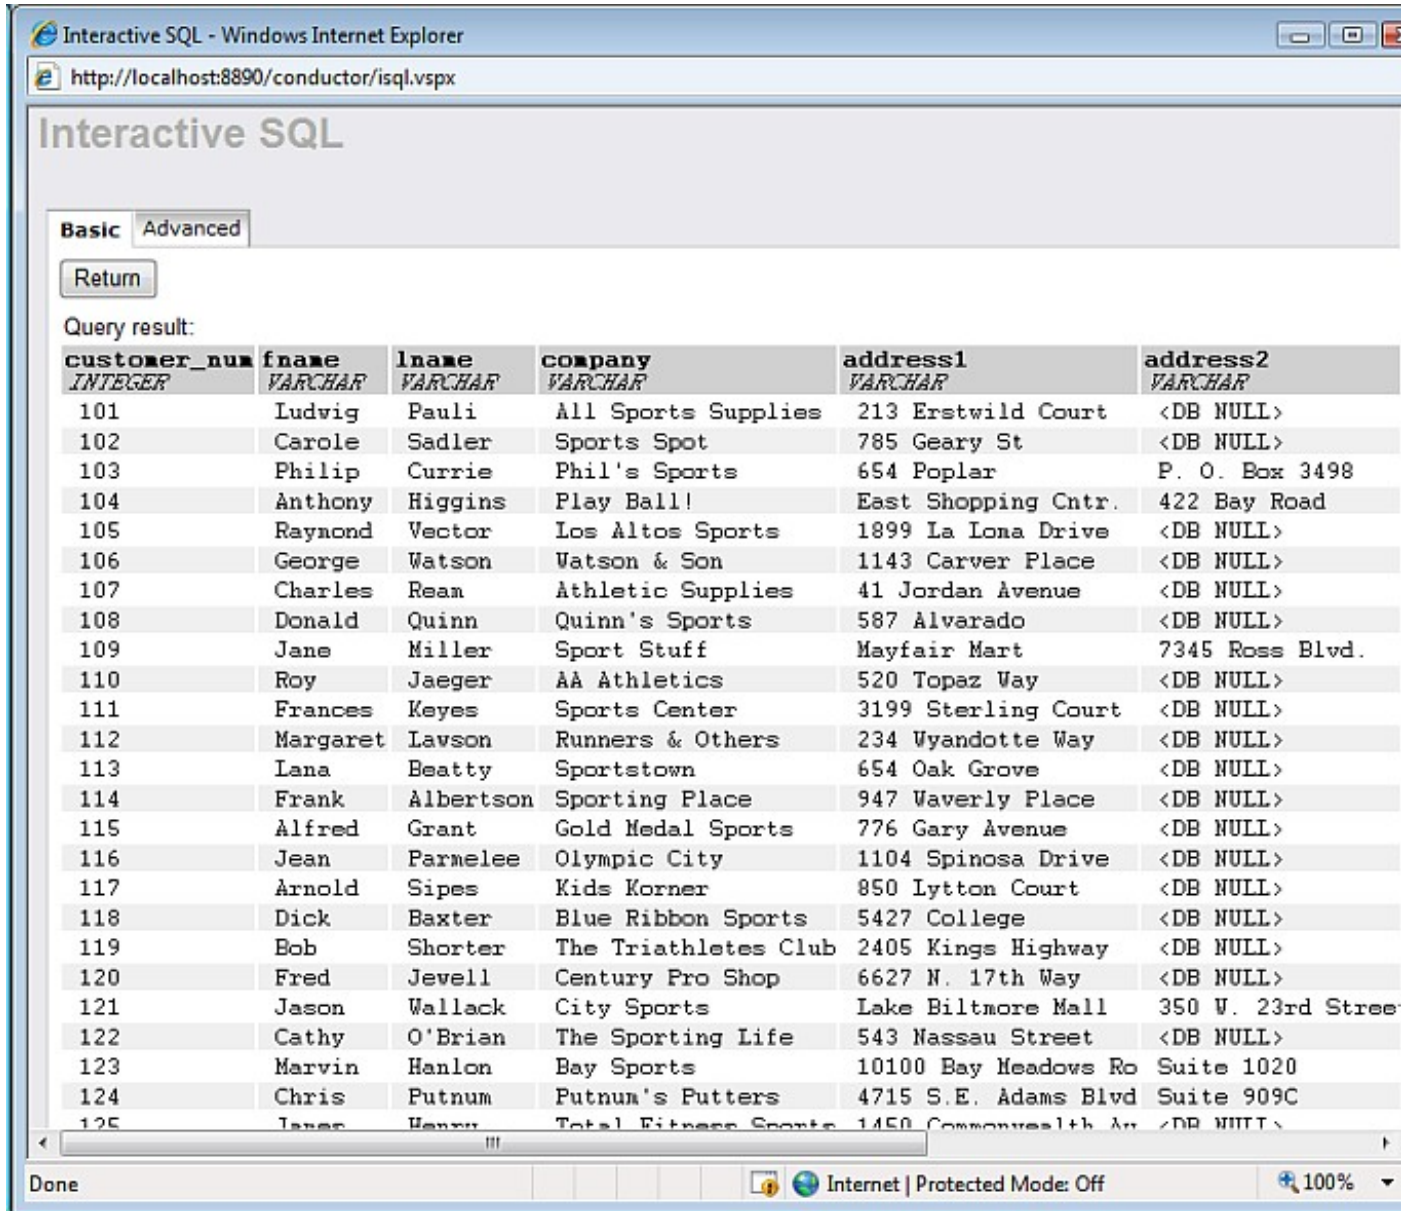 Interactive SQL - Windows Internet Explorer
http://localhost:8890/conductor/isql.vspx
Interactive SQL
Basic Advanced
Return
Query result:
customer_num fname lname company address1 address2
INTEGER VARCHAR VARCHAR VARCHAR VARCHAR VARCHAR
101 Ludwig Pauli All Sports Supplies 213 Erstwild Court <DB NULL>
102 Carole Sadler Sports Spot 785 Geary St <DB NULL>
103 Philip Currie Phil's Sports 654 Poplar P. O. Box 3498
104 Anthony Higgins Play Ball! East Shopping Cntr. 422 Bay Road
105 Raymond Vector Los Altos Sports 1899 La Loma Drive <DB NULL>
106 George Watson Watson & Son 1143 Carver Place <DB NULL>
107 Charles Ream Athletic Supplies 41 Jordan Avenue <DB NULL>
108 Donald Quinn Quinn's Sports 587 Alvarado <DB NULL>
109 Jane Miller Sport Stuff Mayfair Mart 7345 Ross Blvd.
110 Roy Jaeger AA Athletics 520 Topaz Way <DB NULL>
111 Frances Keyes Sports Center 3199 Sterling Court <DB NULL>
112 Margaret Lawson Runners & Others 234 Wyandotte Way <DB NULL>
113 Lana Beatty Sportstown 654 Oak Grove <DB NULL>
114 Frank Albertson Sporting Place 947 Waverly Place <DB NULL>
115 Alfred Grant Gold Medal Sports 776 Gary Avenue <DB NULL>
116 Jean Parmelee Olympic City 1104 Spinosa Drive <DB NULL>
117 Arnold Sipes Kids Korner 850 Lytton Court <DB NULL>
118 Dick Baxter Blue Ribbon Sports 5427 College <DB NULL>
119 Bob Shorter The Triathletes Club 2405 Kings Highway <DB NULL>
120 Fred Jewell Century Pro Shop 6627 N. 17th Way <DB NULL>
121 Jason Wallack City Sports Lake Biltmore Mall 350 W. 23rd Stree
122 Cathy O'Brian The Sporting Life 543 Nassau Street <DB NULL>
123 Marvin Hanlon Bay Sports 10100 Bay Meadows Ro Suite 1020
124 Chris Putnum Putnum's Putters 4715 S.E. Adams Blvd Suite 909C
125 James Henry Total Fitness Sports 1450 Commonwealth Av <DB NULL>
Done Internet | Protected Mode: Off 100%